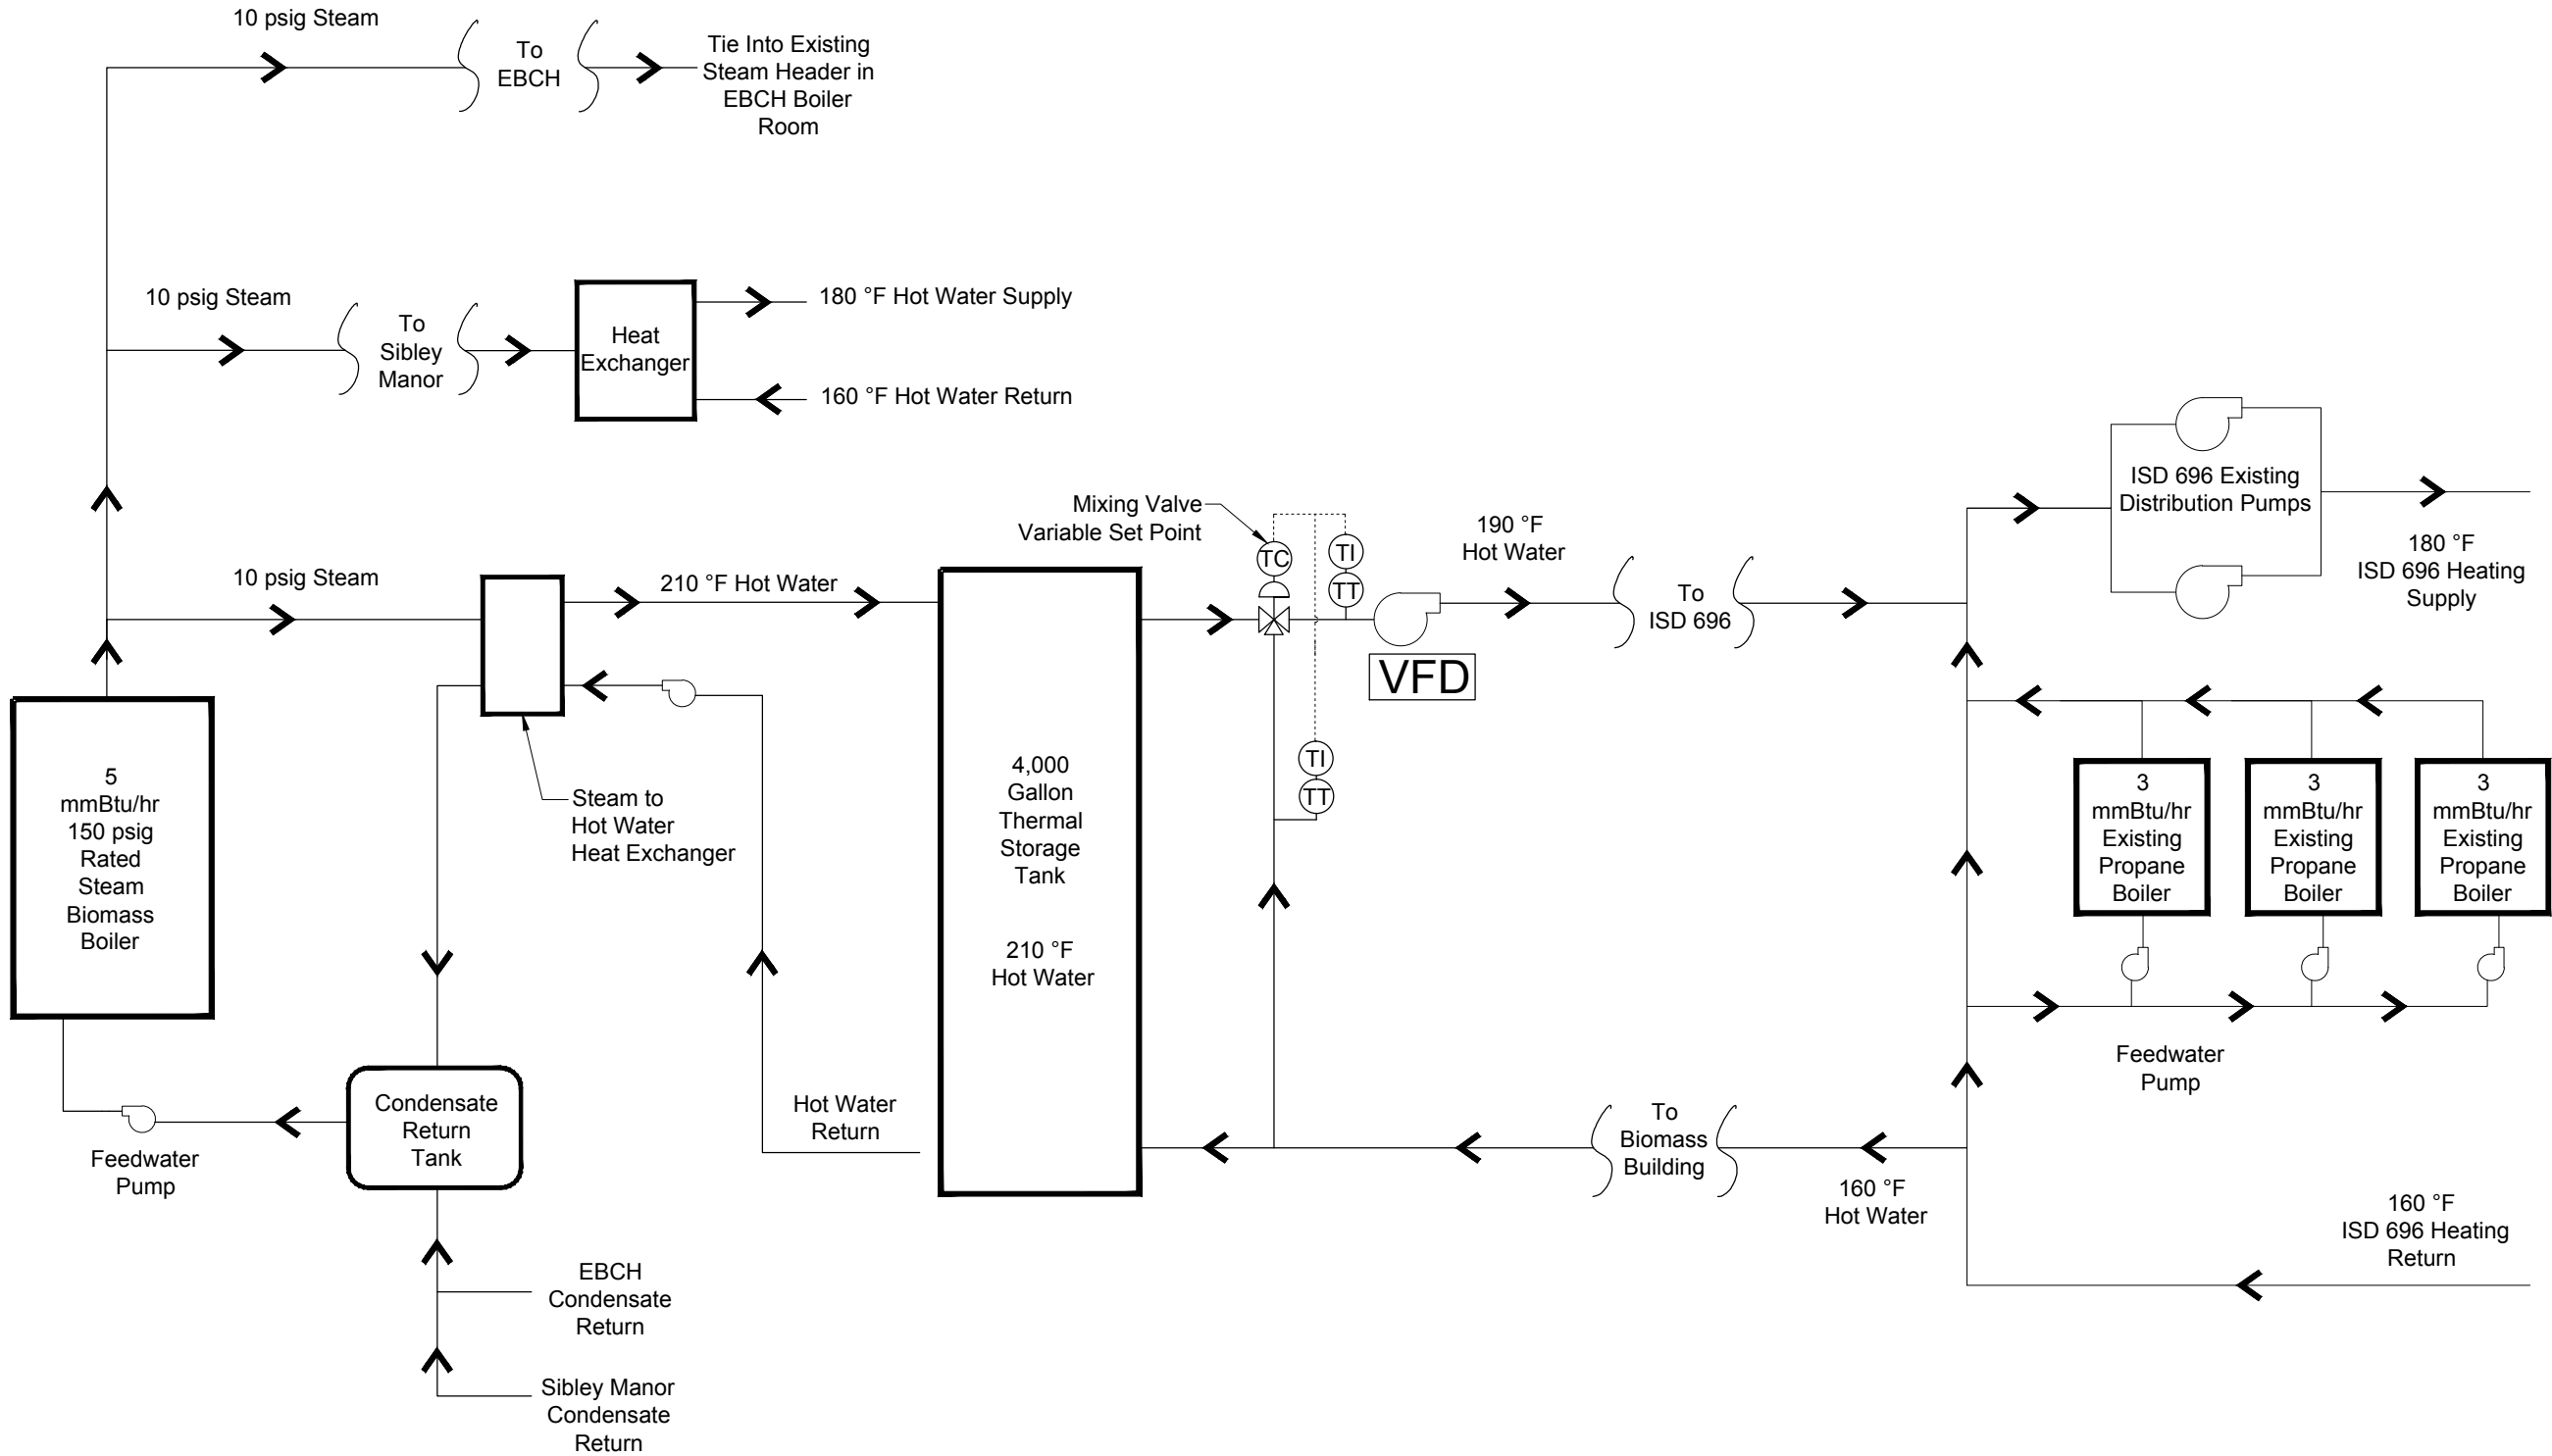 10 psig Steam
To
EBCH
Tie Into Existing
Steam Header in
EBCH Boiler
Room
10 psig Steam
To
Sibley
Manor
Heat
Exchanger
180 °F Hot Water Supply
160 °F Hot Water Return
Mixing Valve
Variable Set Point
TC
TI
TT
190 °F
Hot Water
To
ISD 696
ISD 696 Existing
Distribution Pumps
180 °F
ISD 696 Heating
Supply
10 psig Steam
210 °F Hot Water
VFD
5
mmBtu/hr
150 psig
Rated
Steam
Biomass
Boiler
Steam to
Hot Water
Heat Exchanger
4,000
Gallon
Thermal
Storage
Tank
210 °F
Hot Water
TI
TT
3
mmBtu/hr
Existing
Propane
Boiler
3
mmBtu/hr
Existing
Propane
Boiler
3
mmBtu/hr
Existing
Propane
Boiler
Feedwater
Pump
Condensate
Return
Tank
Feedwater
Pump
Hot Water
Return
To
Biomass
Building
160 °F
Hot Water
160 °F
ISD 696 Heating
Return
EBCH
Condensate
Return
Sibley Manor
Condensate
Return